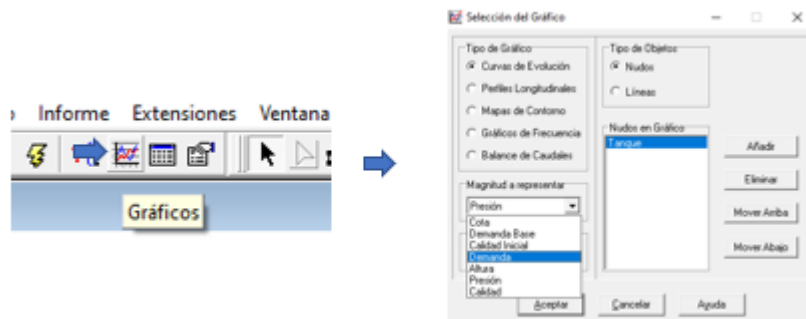 Informe Extensiones Ventana
Gráficos
Selección del Gráfico
Tipo de Gráfico
Curvas de Evolución
Perfiles Longitudinales
Mapas de Contorno
Gráficos de Frecuencia
Balance de Caudales
Magnitud a representar
Presión
Cota
Demanda Base
Calidad Inicial
Demanda
Altura
Presión
Calidad
Tipo de Objetos
Nudos
Líneas
Nudos en Gráfico
Tanque
Añadir
Eliminar
Mover Arriba
Mover Abajo
Aceptar
Cancelar
Ayuda